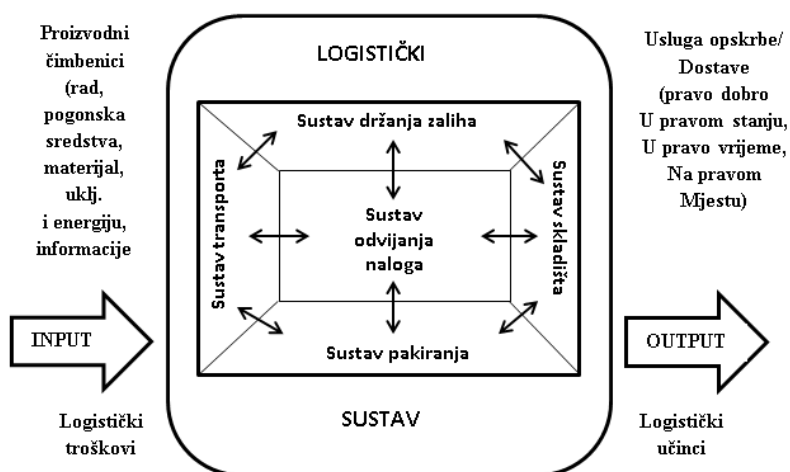 Proizvodni
čimbenici
(rad,
pogonska
sredstva,
materijal,
uklj.
i energiju,
informacije
INPUT
Logistički
troškovi
LOGISTIČKI
Sustav držanja zaliha
Sustav transporta
Sustav
odvijanja
naloga
Sustav skladišta
Sustav pakiranja
SUSTAV
Usluga opskrbe/
Dostave
(pravo dobro
U pravom stanju,
U pravo vrijeme,
Na pravom
Mjestu)
OUTPUT
Logistički
učinci